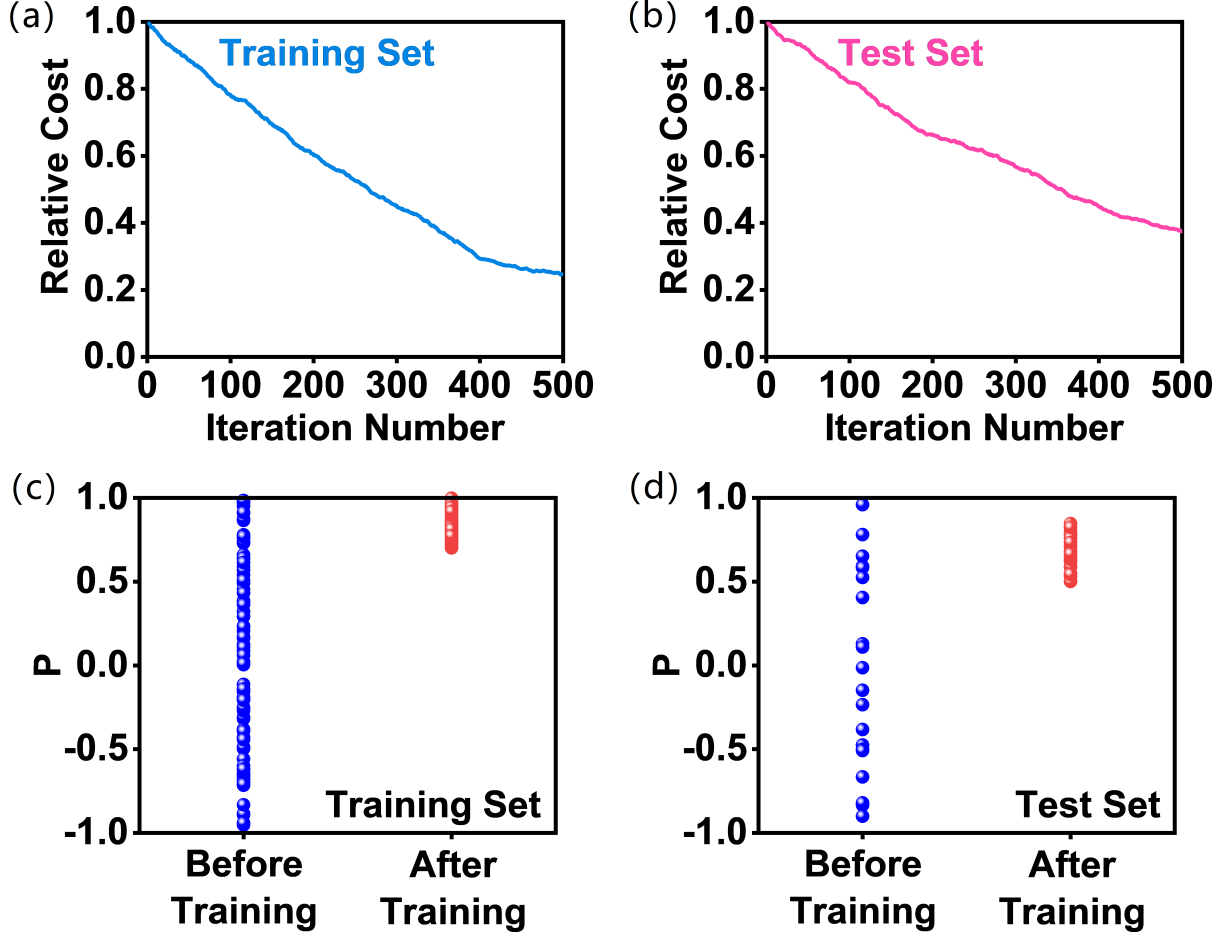 (a)
Training Set
Relative Cost
1.0
0.8
0.6
0.4
0.2
0.0
0 100 200 300 400 500
Iteration Number
(b)
Test Set
Relative Cost
1.0
0.8
0.6
0.4
0.2
0.0
0 100 200 300 400 500
Iteration Number
(c)
P
1.0
0.5
0.0
-0.5
-1.0
Training Set
Before
Training
After
Training
(d)
P
1.0
0.5
0.0
-0.5
-1.0
Test Set
Before
Training
After
Training